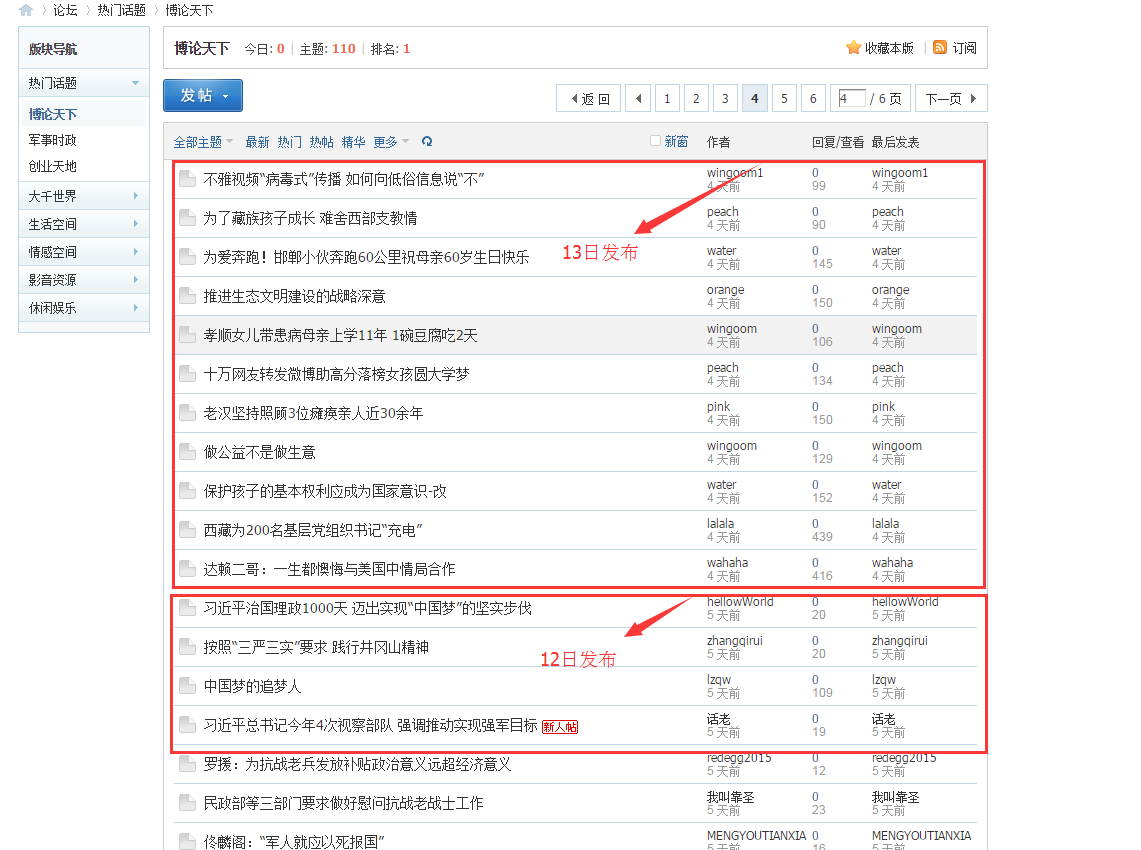 论坛 › 热门话题 › 博论天下
版块导航
热门话题
博论天下
军事时政
创业天地
大千世界
生活空间
情感空间
影音资源
休闲娱乐
博论天下 今日: 0 | 主题: 110 | 排名: 1 收藏本版 | 订阅
发帖 返 回 1 2 3 4 5 6 4 / 6 页 下一页
全部主题 最新 热门 热帖 精华 更多 新窗 作者 回复/查看 最后发表
不雅视频“病毒式”传播 如何向低俗信息说“不” wingoom1 0 wingoom1
4 天前 99 4 天前
为了藏族孩子成长 难舍西部支教情 peach 0 peach
4 天前 90 4 天前
13日发布
为爱奔跑！邯郸小伙奔跑60公里祝母亲60岁生日快乐 water 0 water
4 天前 145 4 天前
推进生态文明建设的战略深意 orange 0 orange
4 天前 150 4 天前
孝顺女儿带患病母亲上学11年 1碗豆腐吃2天 wingoom 0 wingoom
4 天前 106 4 天前
十万网友转发微博助高分落榜女孩圆大学梦 peach 0 peach
4 天前 134 4 天前
老汉坚持照顾3位瘫痪亲人近30余年 pink 0 pink
4 天前 150 4 天前
做公益不是做生意 wingoom 0 wingoom
4 天前 129 4 天前
保护孩子的基本权利应成为国家意识-改 water 0 water
4 天前 152 4 天前
西藏为200名基层党组织书记“充电” lalala 0 lalala
4 天前 439 4 天前
达赖二哥：一生都懊悔与美国中情局合作 wahaha 0 wahaha
4 天前 416 4 天前
习近平治国理政1000天 迈出实现“中国梦”的坚实步伐 hellowWorld 0 hellowWorld
5 天前 20 5 天前
按照“三严三实”要求 践行井冈山精神 zhangqirui 0 zhangqirui
5 天前 20 5 天前
12日发布
中国梦的追梦人 lzqw 0 lzqw
5 天前 109 5 天前
习近平总书记今年4次视察部队 强调推动实现强军目标 新人帖 话老 0 话老
5 天前 19 5 天前
罗援：为抗战老兵发放补贴政治意义远超经济意义 redegg2015 0 redegg2015
5 天前 12 5 天前
民政部等三部门要求做好慰问抗战老战士工作 我叫靠圣 0 我叫靠圣
5 天前 23 5 天前
佟麟阁：“军人就应以死报国” MENGYOUTIANXIA 0 MENGYOUTIANXIA
5 天前 16 5 天前